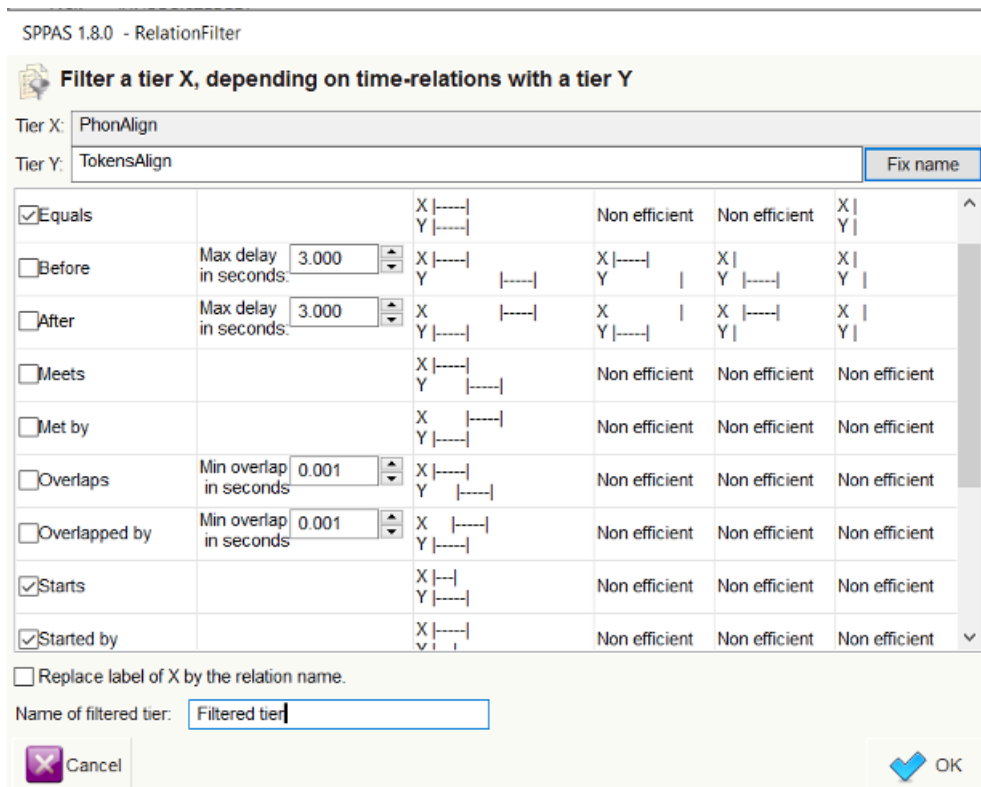 SPPAS 1.8.0 - RelationFilter
Filter a tier X, depending on time-relations with a tier Y
Tier X: PhonAlign
Tier Y: TokensAlign Fix name
Equals X |-----| Non efficient Non efficient X |
Y |-----| Y |
Before Max delay 3.000 X |-----| X |-----| X | X |
in seconds: Y |-----| Y | Y |-----| Y |
After Max delay 3.000 X |-----| X | X |-----| X |
in seconds: Y |-----| Y |-----| Y | Y |
Meets X |-----| Non efficient Non efficient Non efficient
Y |-----|
Met by X |-----| Non efficient Non efficient Non efficient
Y |-----|
Overlaps Min overlap 0.001 X |-----| Non efficient Non efficient Non efficient
in seconds Y |-----|
Overlapped by Min overlap 0.001 X |-----| Non efficient Non efficient Non efficient
in seconds Y |-----|
Starts X |---| Non efficient Non efficient Non efficient
Y |-----|
Started by X |-----| Non efficient Non efficient Non efficient
Replace label of X by the relation name.
Name of filtered tier: Filtered tier
Cancel OK